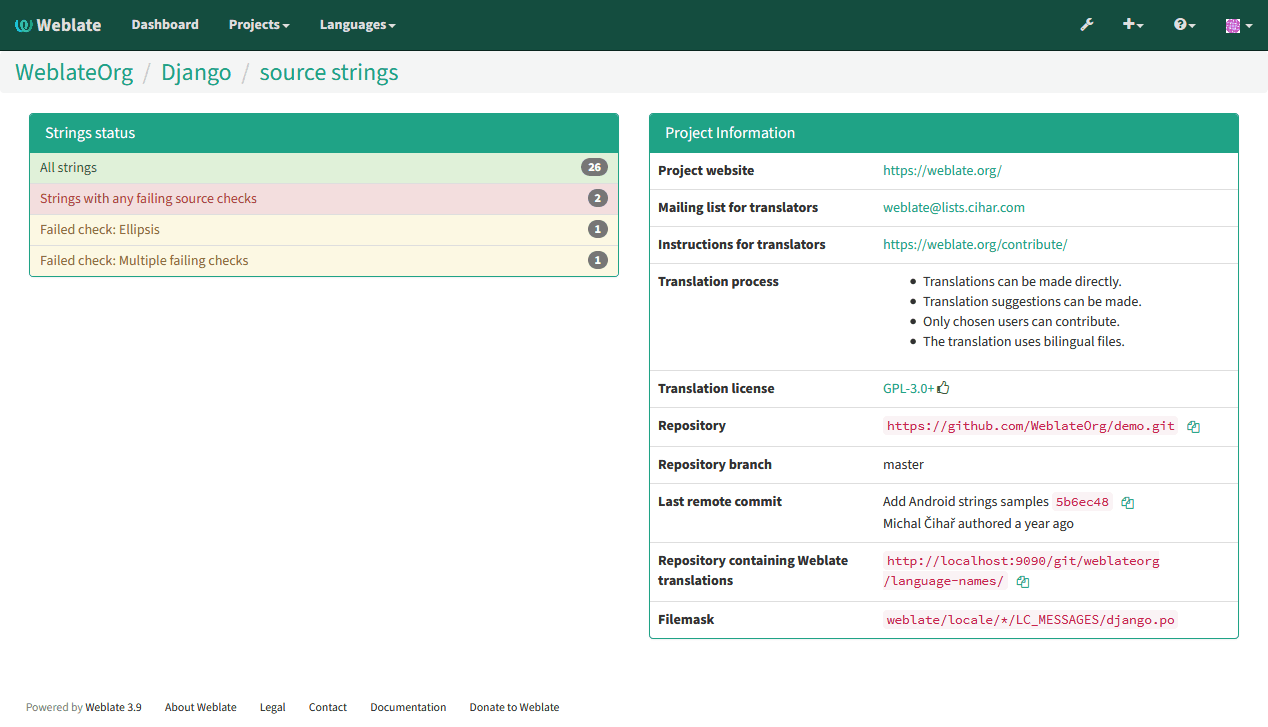 Weblate Dashboard Projects Languages
WeblateOrg / Django / source strings
Strings status
All strings 26
Strings with any failing source checks 2
Failed check: Ellipsis 1
Failed check: Multiple failing checks 1
Project Information
Project website https://weblate.org/
Mailing list for translators weblate@lists.cihar.com
Instructions for translators https://weblate.org/contribute/
Translation process
Translations can be made directly.
Translation suggestions can be made.
Only chosen users can contribute.
The translation uses bilingual files.
Translation license GPL-3.0+
Repository https://github.com/WeblateOrg/demo.git
Repository branch master
Last remote commit Add Android strings samples 5b6ec48
Michal Čihař authored a year ago
Repository containing Weblate http://localhost:9090/git/weblateorg
translations /language-names/
Filemask weblate/locale/*/LC_MESSAGES/django.po
Powered by Weblate 3.9 About Weblate Legal Contact Documentation Donate to Weblate